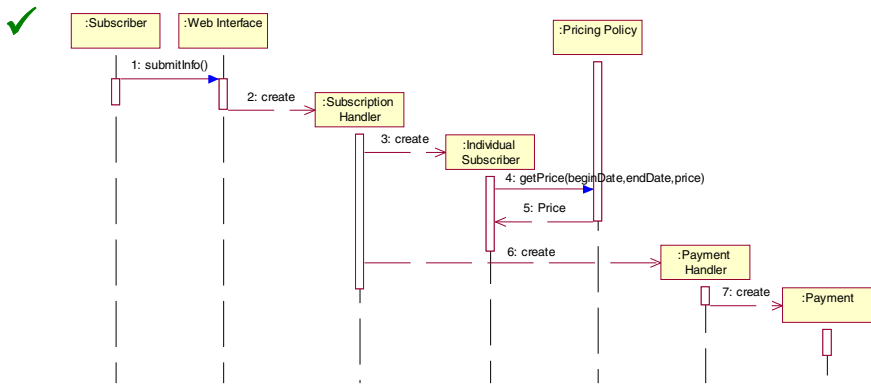 :Subscriber
:Web Interface
:Pricing Policy
1: submitInfo()
2: create
:Subscription
Handler
3: create
:Individual
Subscriber
4: getPrice(beginDate,endDate,price)
5: Price
6: create
:Payment
Handler
7: create
:Payment